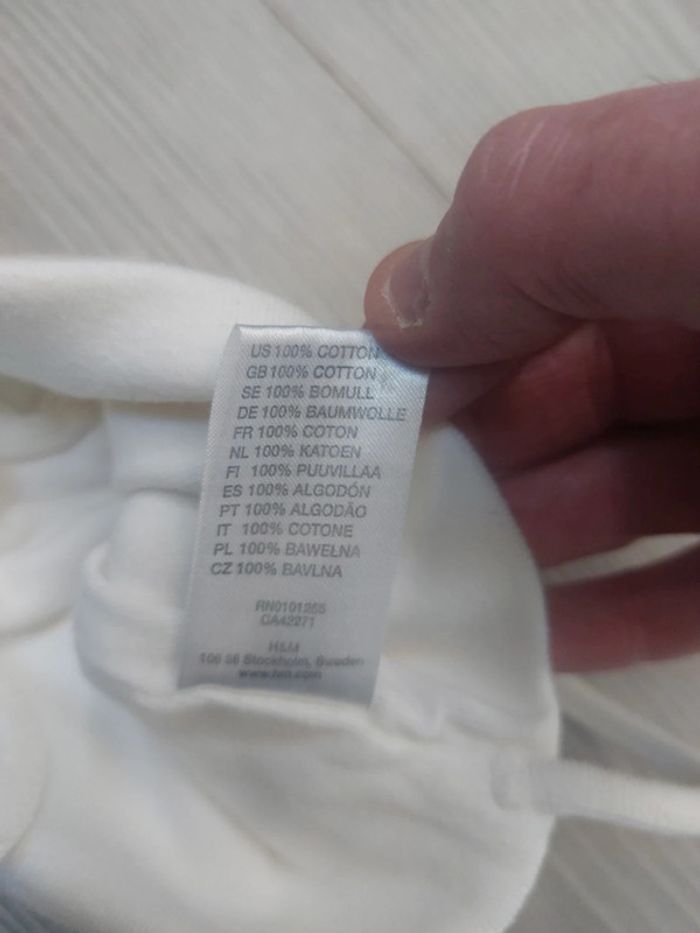 US 100% COTTON
GB 100% COTTON
SE 100% BOMULL
DE 100% BAUMWOLLE
FR 100% COTON
NL 100% KATOEN
FI 100% PUUVILLAA
ES 100% ALGODÓN
PT 100% ALGODÃO
IT 100% COTONE
PL 100% BAWEŁNA
CZ 100% BAVLNA
RN0101255
CA42271
H&M
106 38 Stockholm, Sweden
www.hm.com